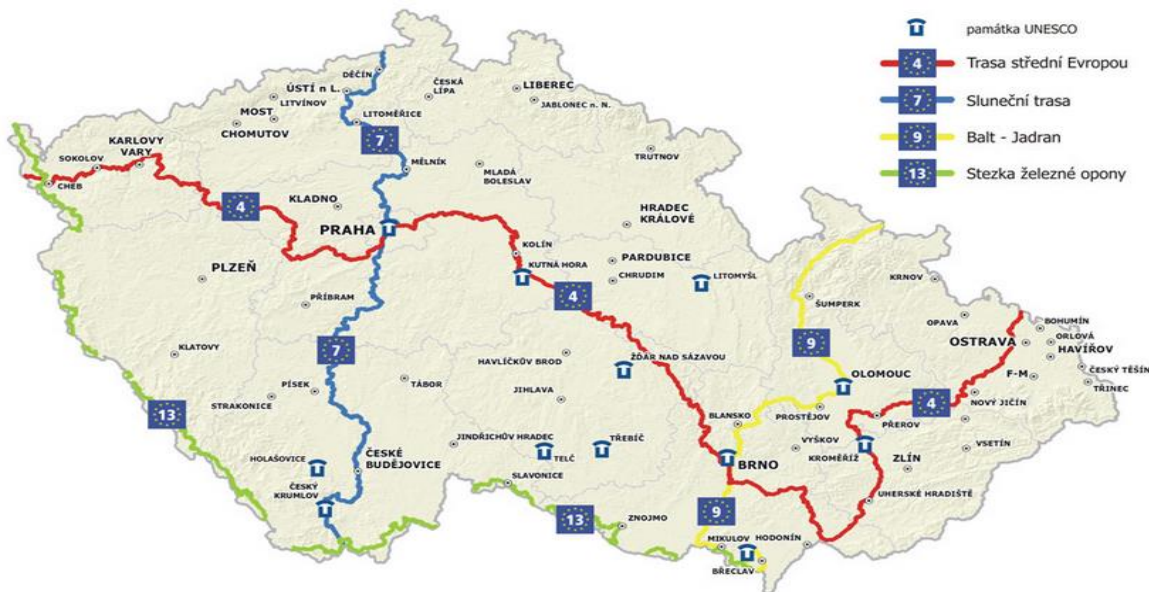 památka UNESCO
4 Trasa střední Evropou
7 Sluneční trasa
9 Balt - Jadran
13 Stezka železné opony
DĚČÍN
ÚSTÍ n L.
LITVÍNOV
ČESKÁ
LÍPA
LIBEREC
JABLONEC n. N.
MOST
CHOMUTOV
LITOMĚŘICE
7
KARLOVY
VARY
SOKOLOV
CHEB
MĚLNÍK
MLADÁ
BOLESLAV
TRUTNOV
4
KLADNO
PRAHA
HRADEC
KRÁLOVÉ
KOLÍN
KUTNÁ HORA
PARDUBICE
CHRUDIM
LITOMYŠL
PLZEŇ
PŘÍBRAM
4
ŠUMPERK
KRNOV
OPAVA
BOHUMÍN
ORLOVÁ
OSTRAVA
HAVÍŘOV
ČESKÝ TĚŠÍN
F-M
TŘINEC
7
9
KLATOVY
HAVLÍČKŮV BROD
ŽĎÁR NAD SÁZAVOU
OLOMOUC
PÍSEK
TÁBOR
JIHLAVA
STRAKONICE
13
BLANSKO
PROSTĚJOV
PŘEROV
4
NOVÝ JIČÍN
JINDŘICHŮV HRADEC
TELČ
TŘEBÍČ
VYŠKOV
KROMĚŘÍŽ
VSETÍN
ZLÍN
HOLAŠOVICE
ČESKÉ
BUDĚJOVICE
BRNO
SLAVONICE
ČESKÝ
KRUMLOV
UHERSKÉ HRADIŠTĚ
13
ZNOJMO
9
MIKULOV
HODONÍN
BŘECLAV